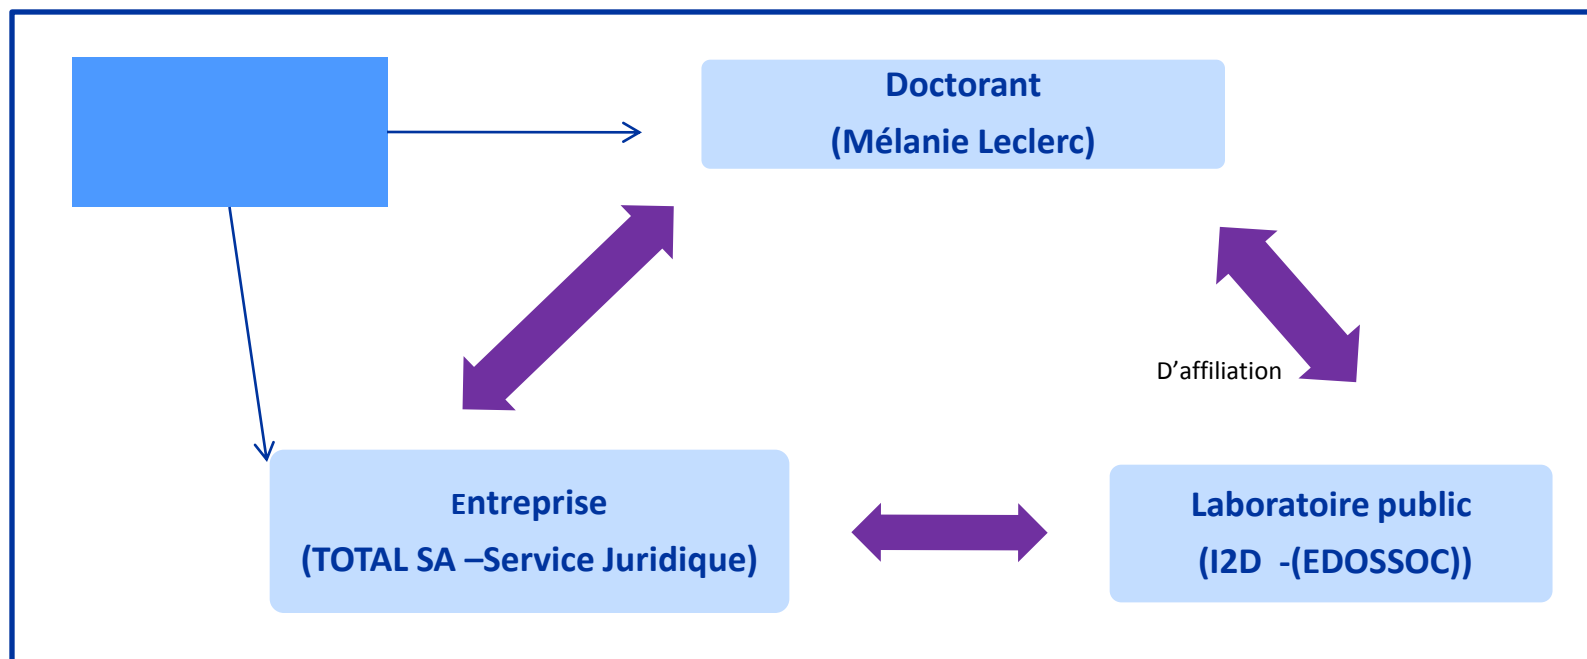 Doctorant
(Mélanie Leclerc)
D’affiliation
Entreprise
(TOTAL SA –Service Juridique)
Laboratoire public
(I2D  -(EDOSSOC))